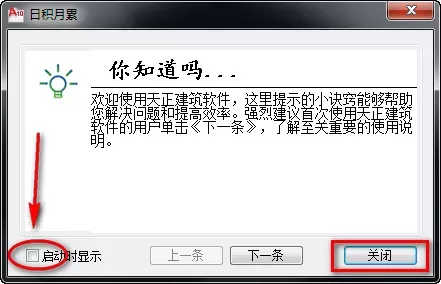 A10 日积月累
你知道吗...
欢迎使用天正建筑软件，这里提示的小诀窍能够帮助
您解决问题和提高效率。强烈建议首次使用天正建筑
软件的用户单击《下一条》，了解至关重要的使用说
明。
启动时显示 上一条 下一条 关闭